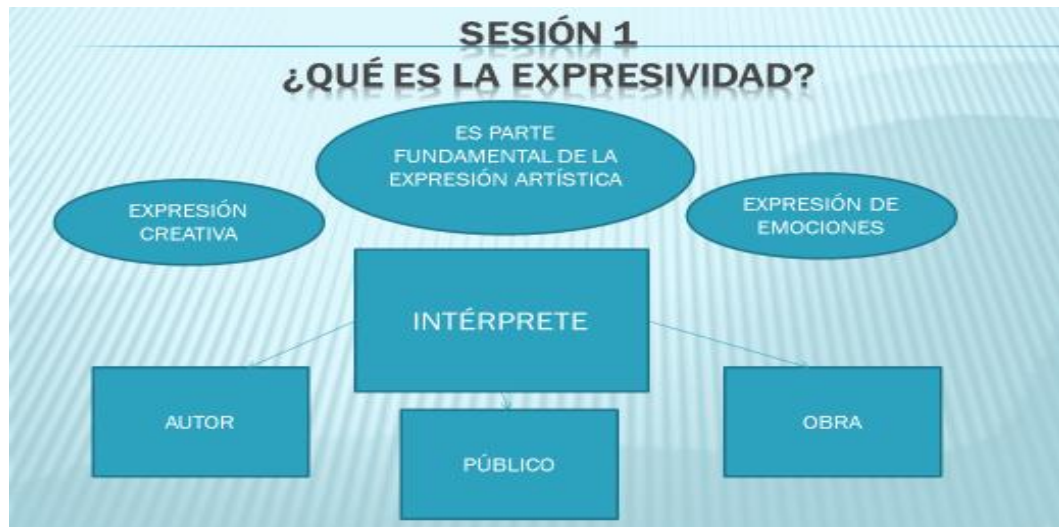 SESIÓN 1
¿QUÉ ES LA EXPRESIVIDAD?
ES PARTE
FUNDAMENTAL DE LA
EXPRESIÓN ARTÍSTICA
EXPRESIÓN
CREATIVA
EXPRESIÓN DE
EMOCIONES
INTÉRPRETE
AUTOR
PÚBLICO
OBRA